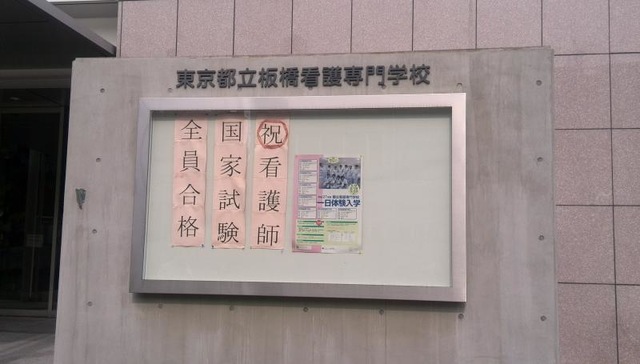 東京都立板橋看護専門学校
祝看護師
国家試験
全員合格
一日体験入学